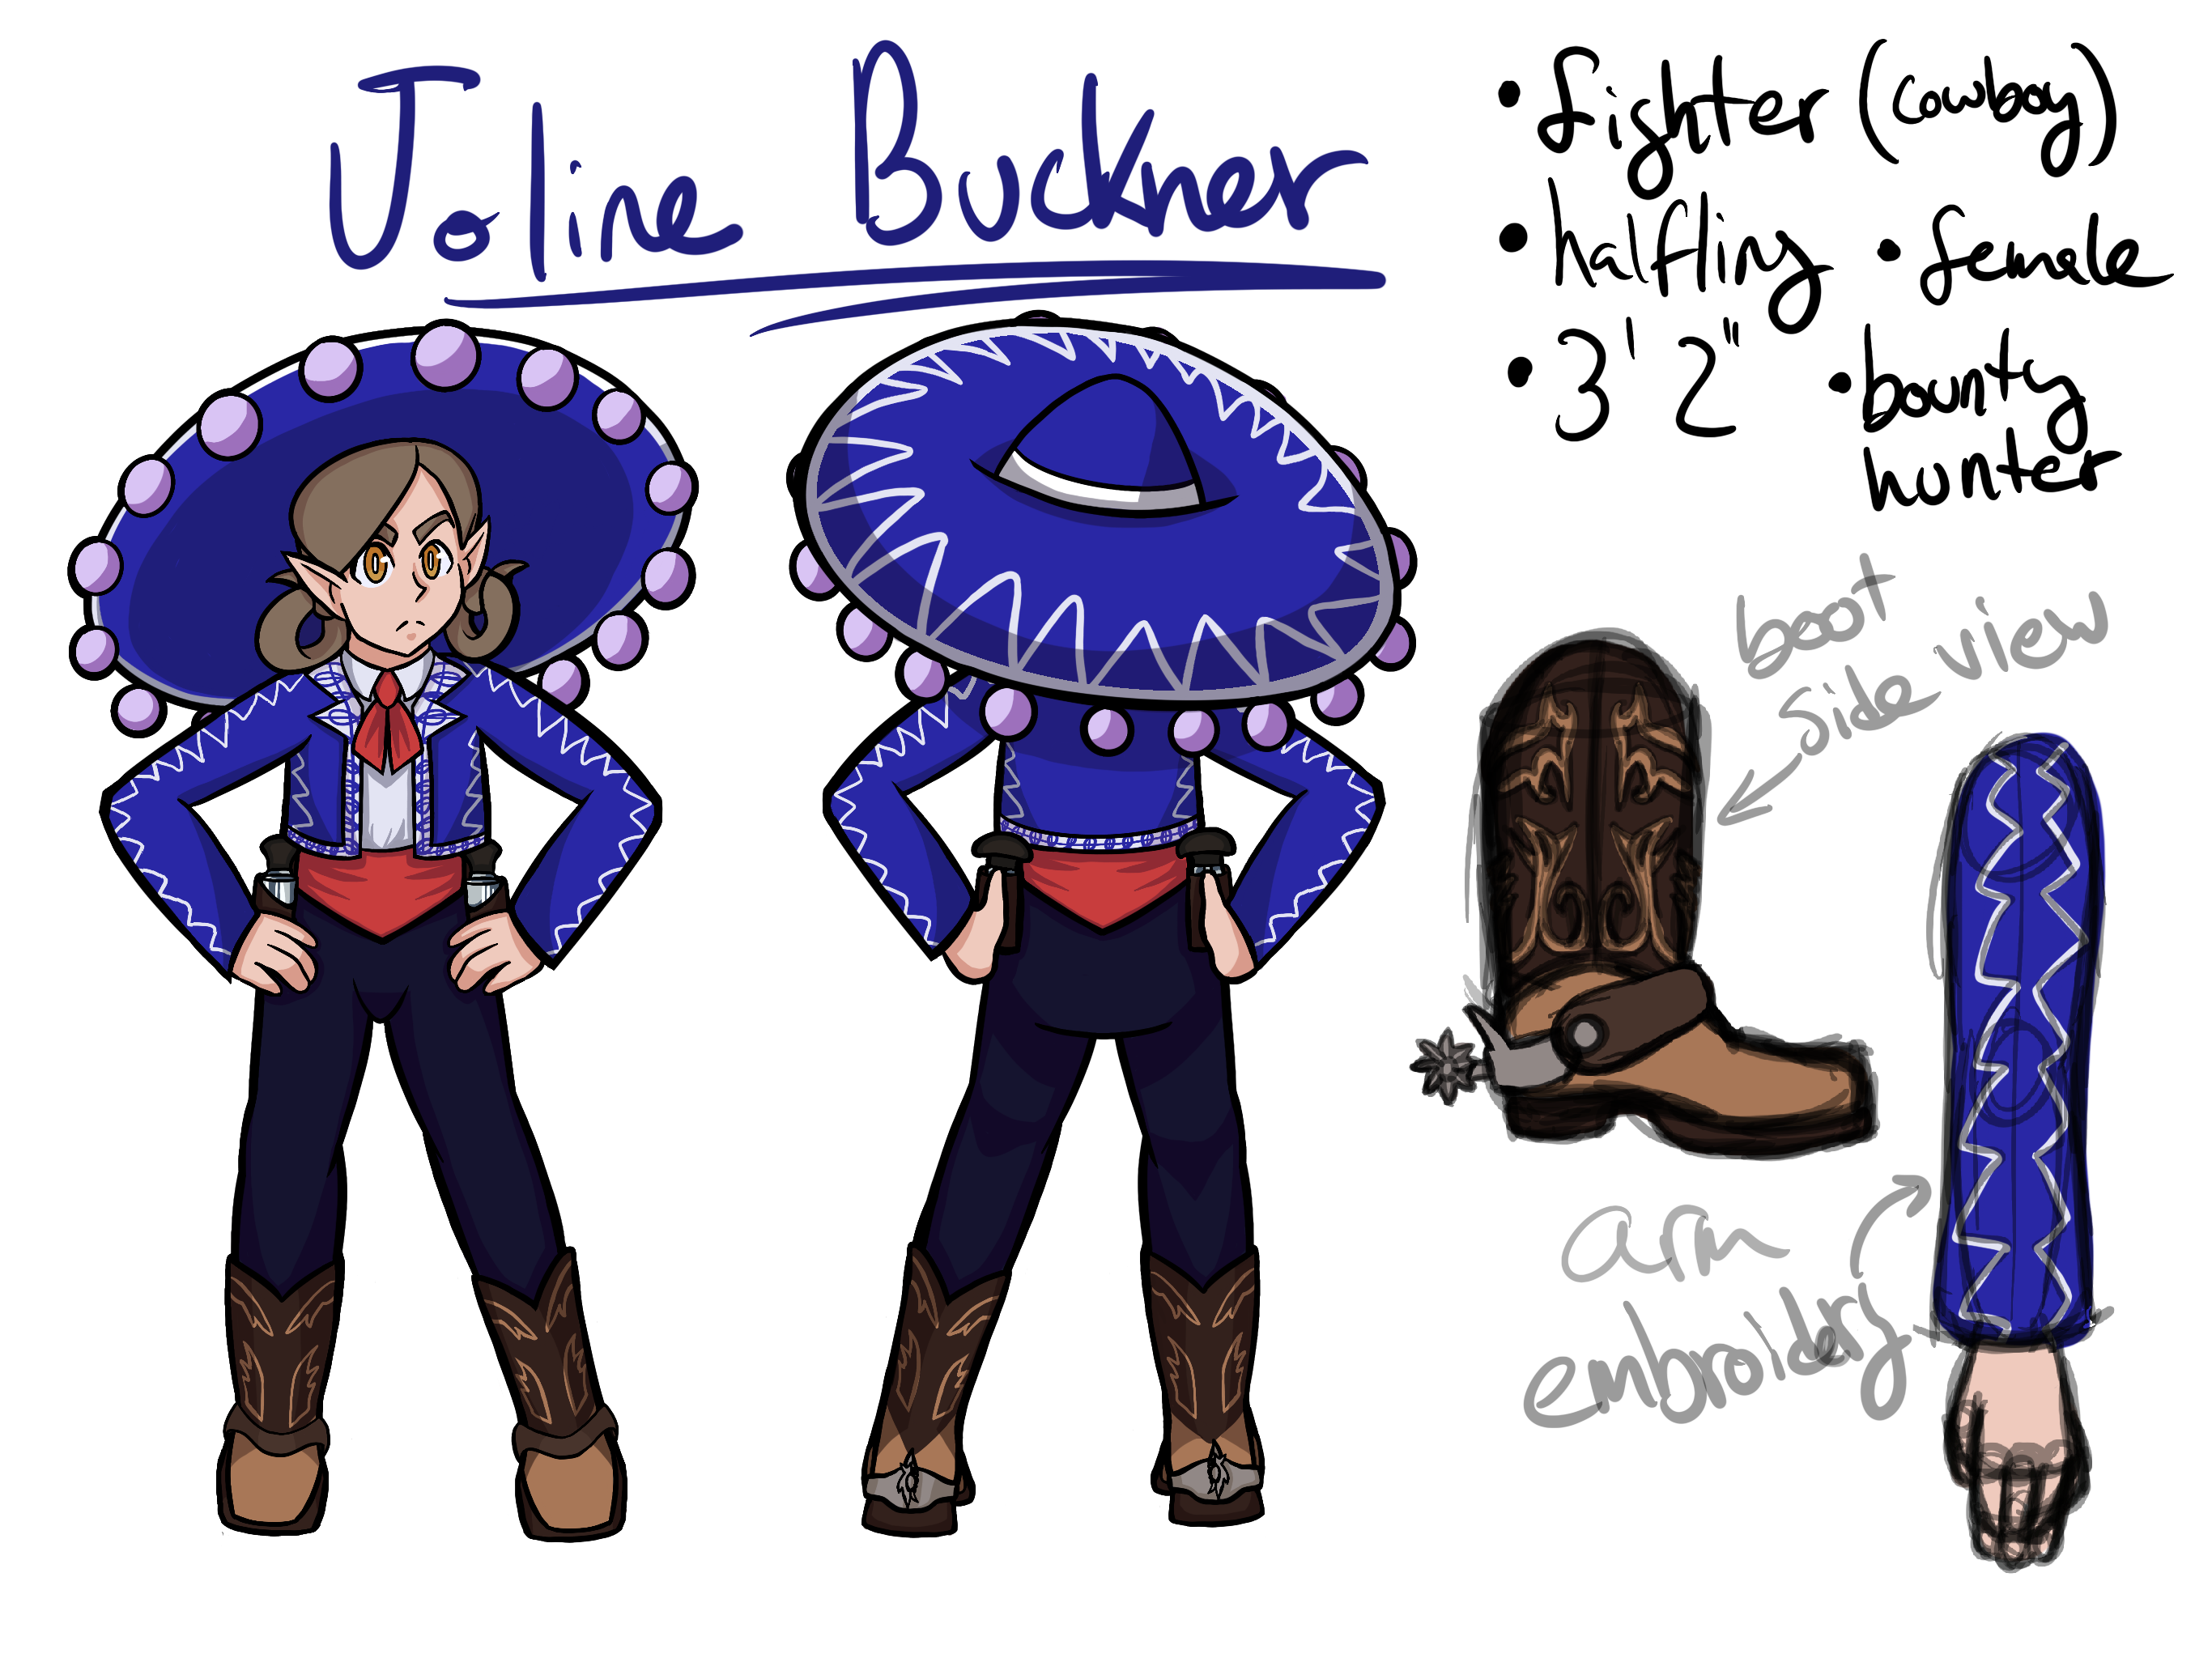 Joline Buckner
• fighter (cowboy)
• halfling • female
• 3'2" • bounty
hunter
boot
side view
arm
embroidery